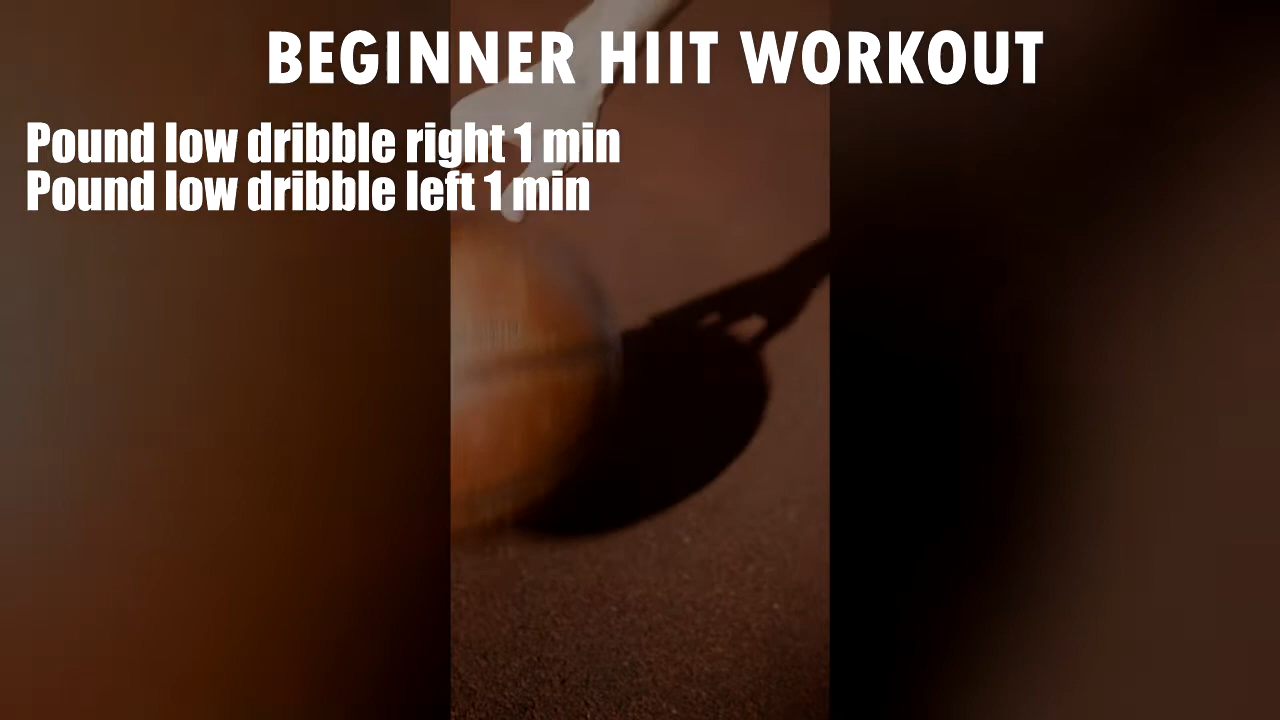 BEGINNER HIIT WORKOUT
Pound low dribble right 1 min
Pound low dribble left 1 min